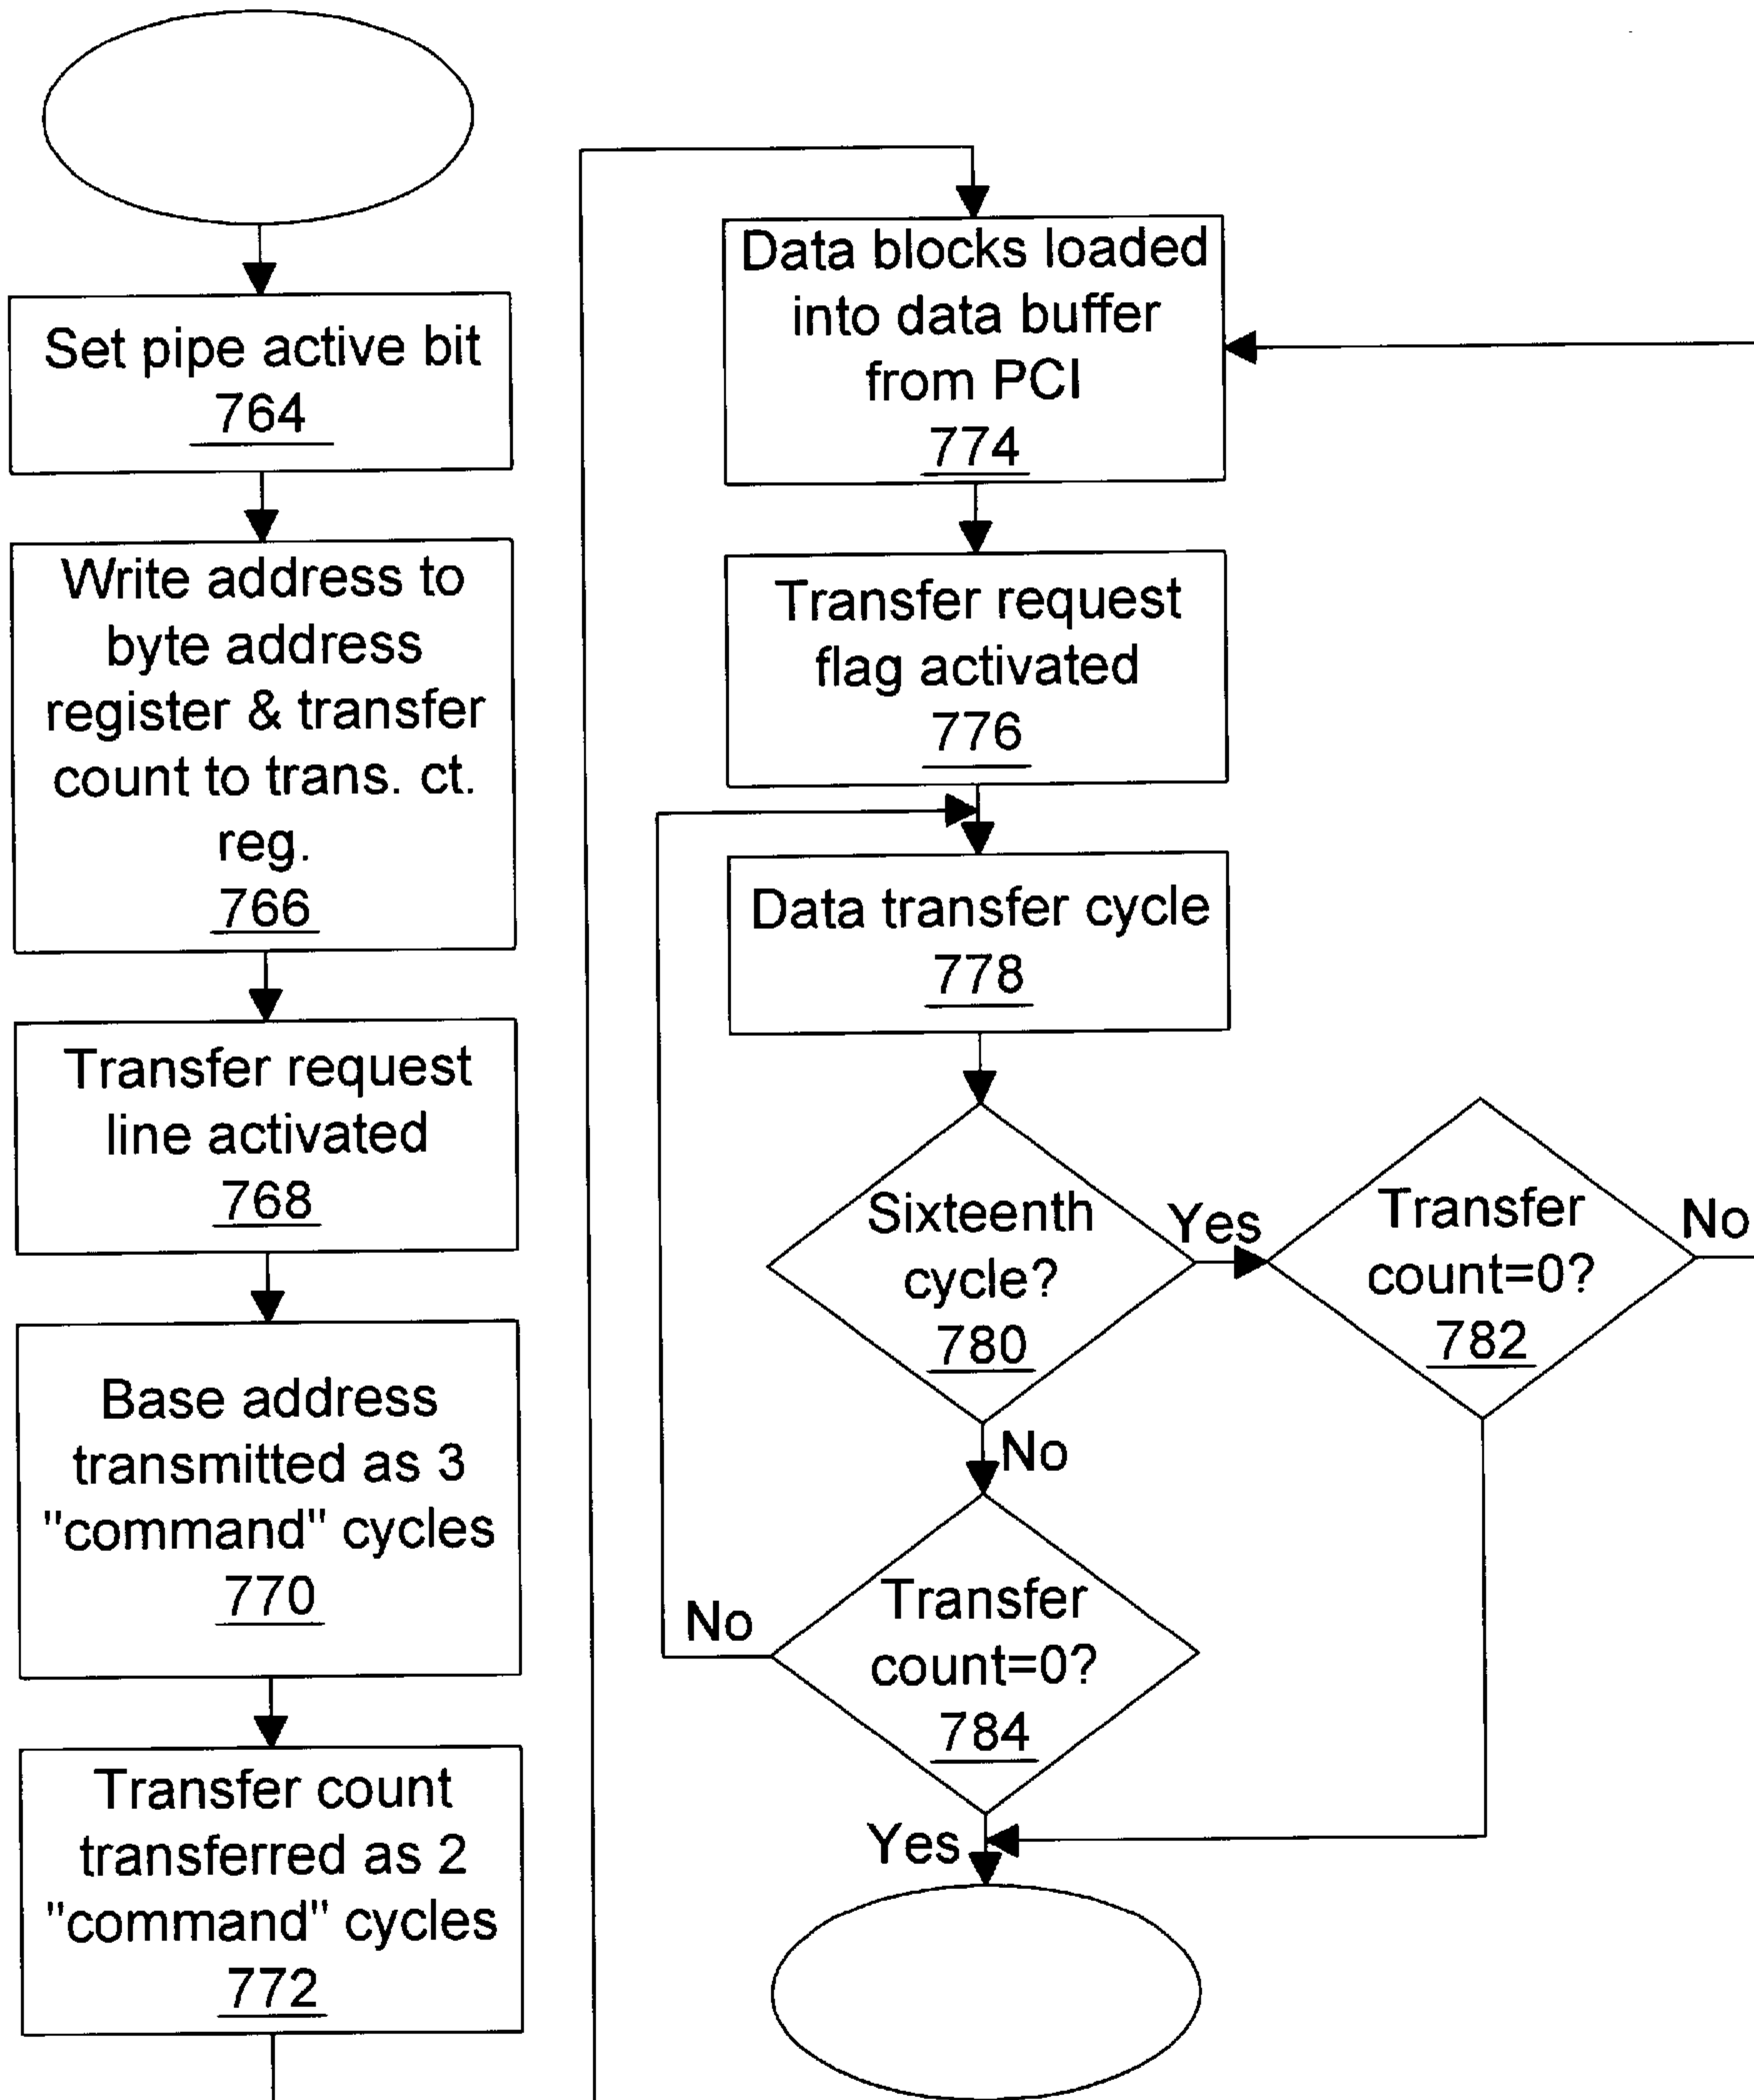 Set pipe active bit
764
Write address to
byte address
register & transfer
count to trans. ct.
reg.
766
Transfer request
line activated
768
Base address
transmitted as 3
"command" cycles
770
Transfer count
transferred as 2
"command" cycles
772
Data blocks loaded
into data buffer
from PCI
774
Transfer request
flag activated
776
Data transfer cycle
778
Sixteenth
cycle?
780
Yes
Transfer
count=0?
782
No
No
Transfer
count=0?
784
No
Yes